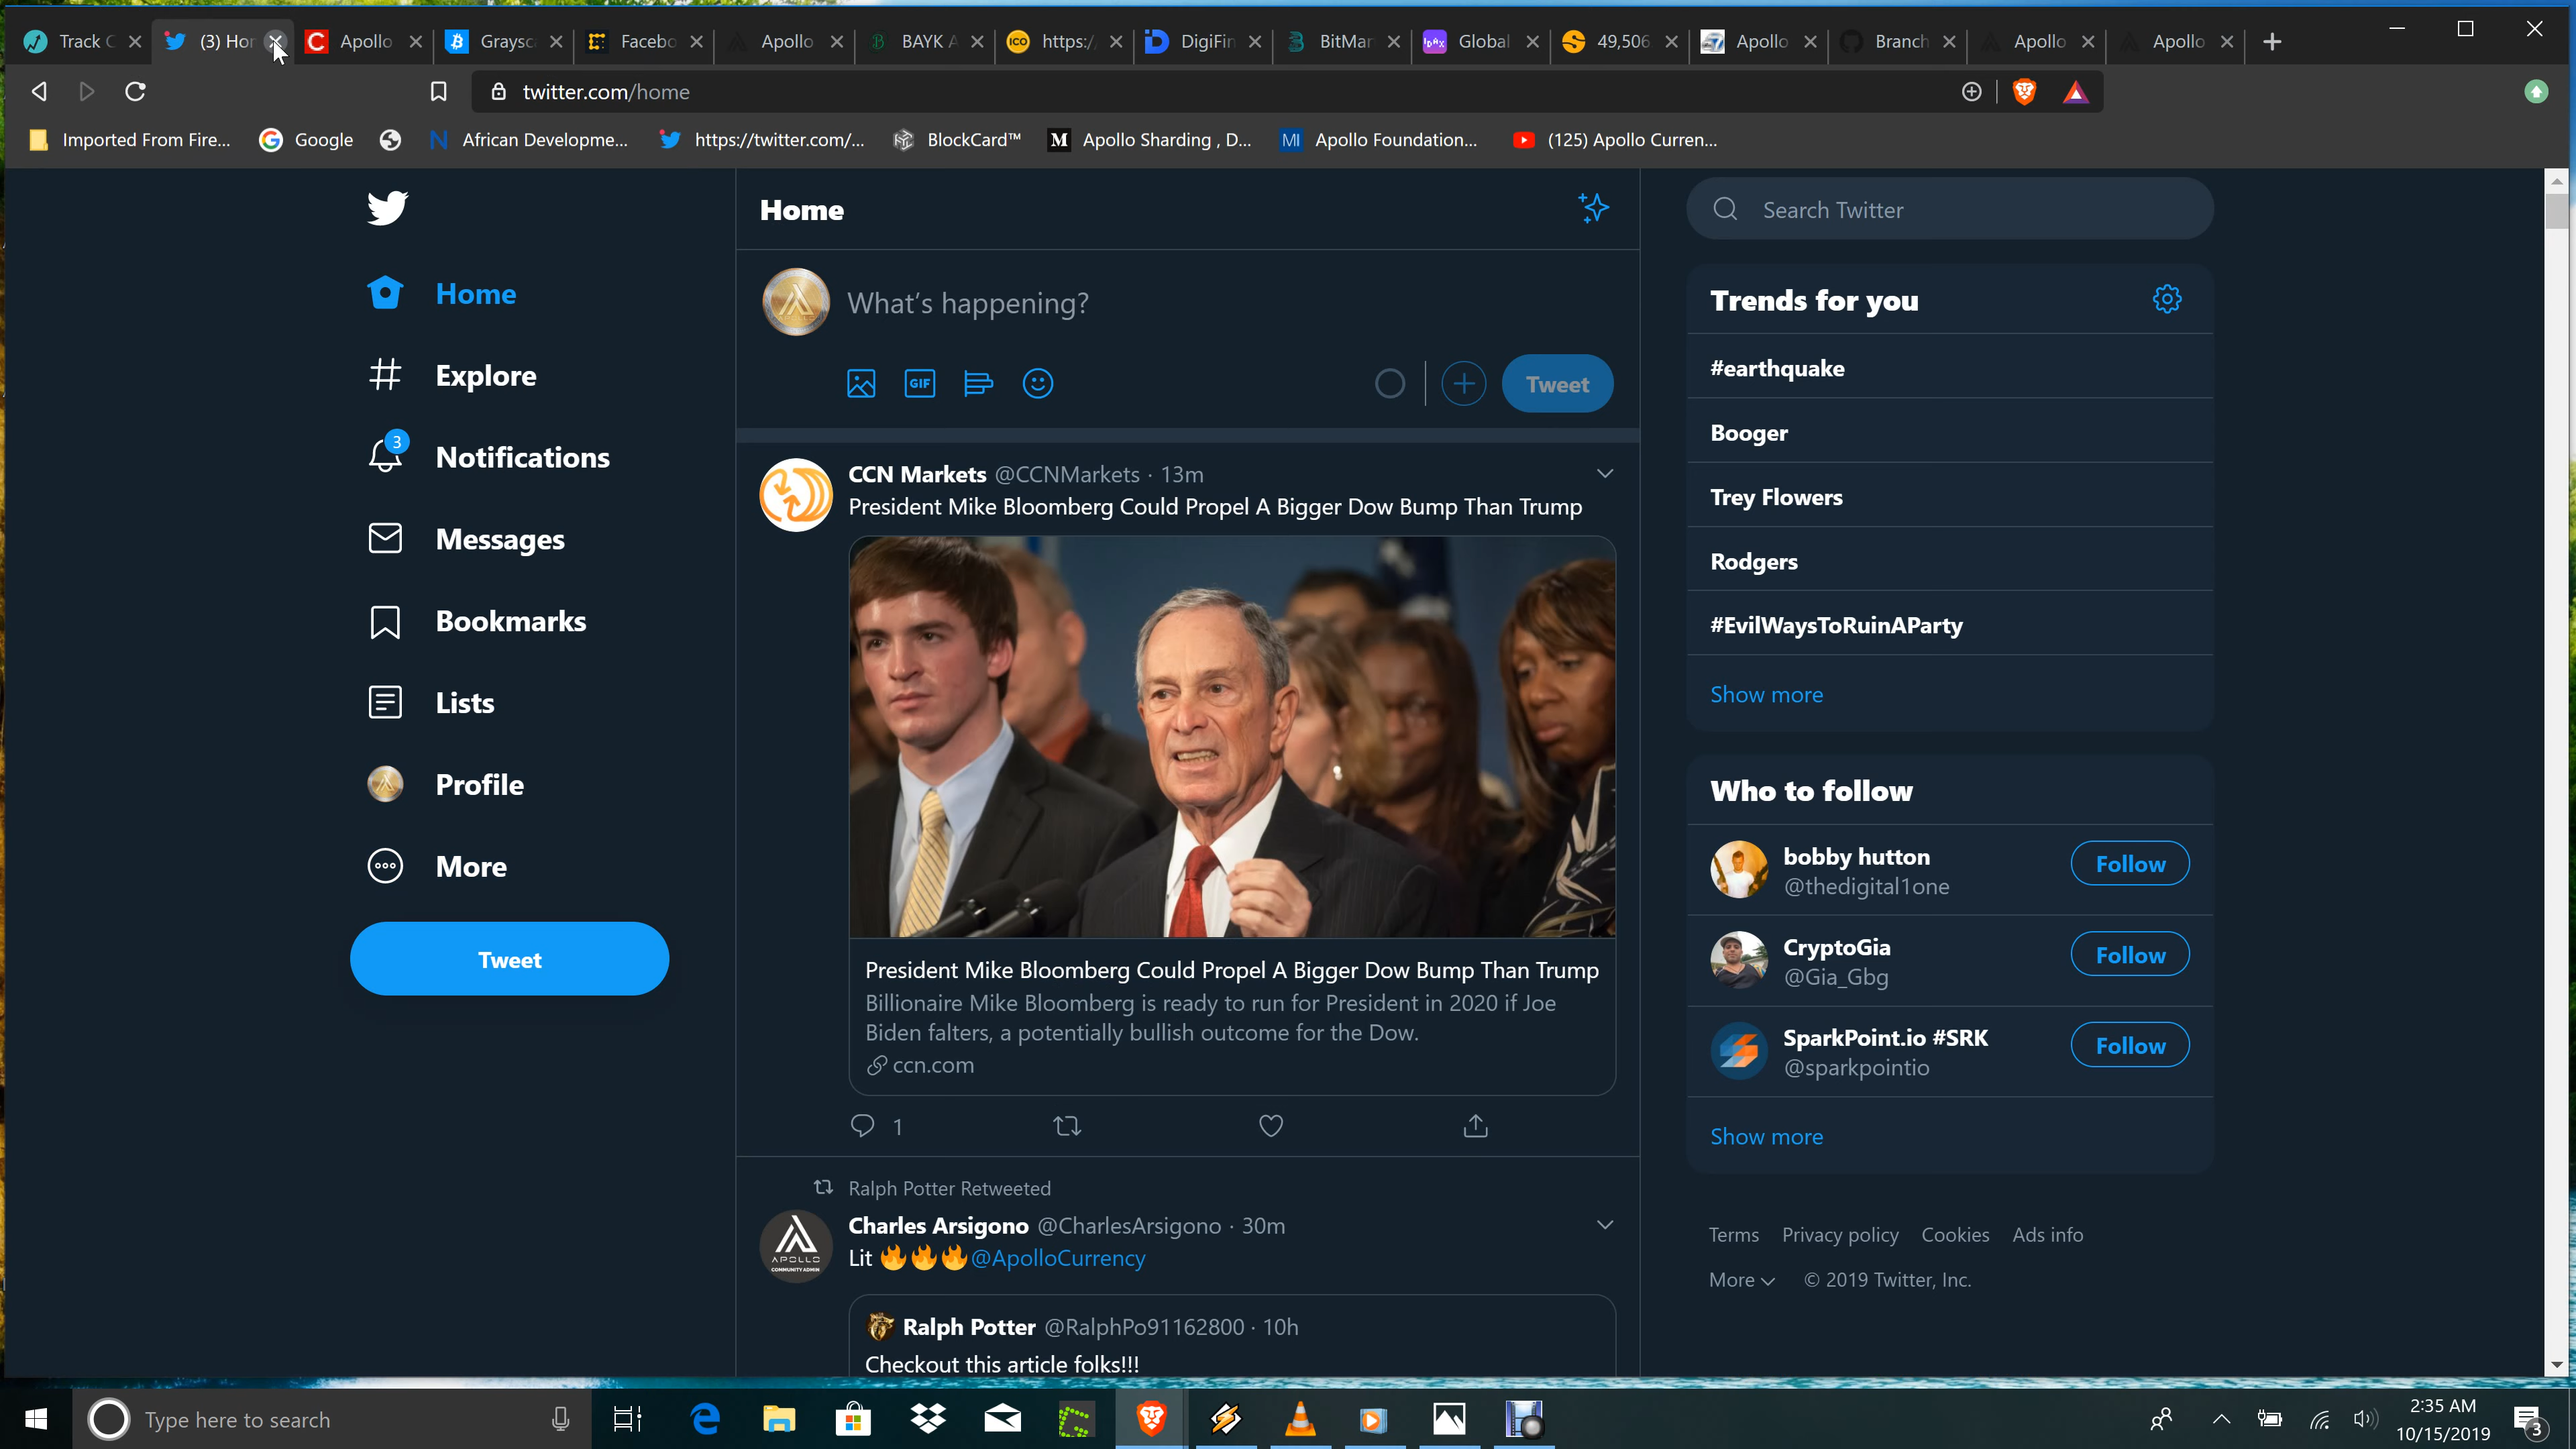 Track C
(3) Hor
Apollo
Graysc
Facebo
Apollo
BAYK A
https:/
DigiFin
BitMar
Global
49,506
Apollo
Branch
Apollo
Apollo
twitter.com/home
Imported From Fire...
Google
African Developme...
https://twitter.com/...
BlockCard™
Apollo Sharding , D...
Apollo Foundation...
(125) Apollo Curren...
Home
Explore
3
Notifications
Messages
Bookmarks
Lists
Profile
More
Tweet
Home
What's happening?
GIF
Tweet
CCN Markets @CCNMarkets · 13m
President Mike Bloomberg Could Propel A Bigger Dow Bump Than Trump
President Mike Bloomberg Could Propel A Bigger Dow Bump Than Trump
Billionaire Mike Bloomberg is ready to run for President in 2020 if Joe
Biden falters, a potentially bullish outcome for the Dow.
ccn.com
1
Ralph Potter Retweeted
Charles Arsigono @CharlesArsigono · 30m
Lit 🔥🔥🔥@ApolloCurrency
APOLLO
COMMUNITY ADMIN
Ralph Potter @RalphPo91162800 · 10h
Checkout this article folks!!!
Search Twitter
Trends for you
#earthquake
Booger
Trey Flowers
Rodgers
#EvilWaysToRuinAParty
Show more
Who to follow
bobby hutton
@thedigital1one
Follow
CryptoGia
@Gia_Gbg
Follow
SparkPoint.io #SRK
@sparkpointio
Follow
Show more
Terms Privacy policy Cookies Ads info
More © 2019 Twitter, Inc.
Type here to search
2:35 AM
10/15/2019
3